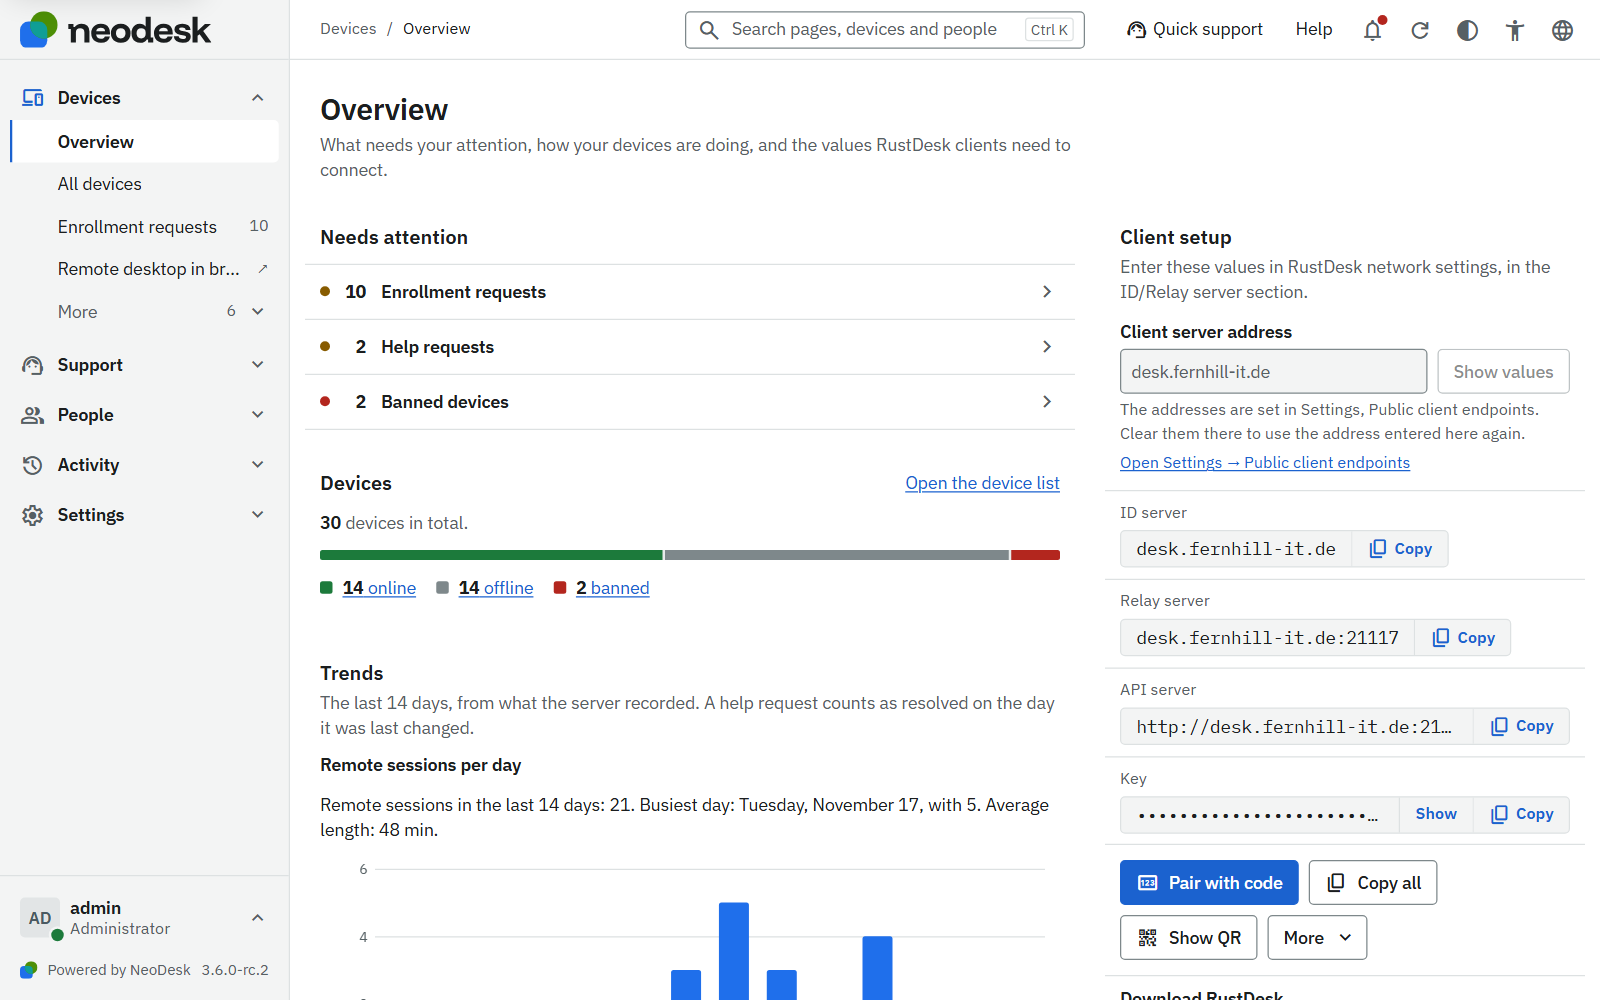 neodesk
Devices / Overview
Search pages, devices and people Ctrl K
Quick support
Help
Devices
Overview
All devices
Enrollment requests 10
Remote desktop in br... ↗
More 6
Support
People
Activity
Settings
AD
admin
Administrator
Powered by NeoDesk 3.6.0-rc.2
Overview
What needs your attention, how your devices are doing, and the values RustDesk clients need to
connect.
Needs attention
10 Enrollment requests
2 Help requests
2 Banned devices
Devices
Open the device list
30 devices in total.
14 online 14 offline 2 banned
Trends
The last 14 days, from what the server recorded. A help request counts as resolved on the day
it was last changed.
Remote sessions per day
Remote sessions in the last 14 days: 21. Busiest day: Tuesday, November 17, with 5. Average
length: 48 min.
6
4
Client setup
Enter these values in RustDesk network settings, in the
ID/Relay server section.
Client server address
desk.fernhill-it.de Show values
The addresses are set in Settings, Public client endpoints.
Clear them there to use the address entered here again.
Open Settings → Public client endpoints
ID server
desk.fernhill-it.de Copy
Relay server
desk.fernhill-it.de:21117 Copy
API server
http://desk.fernhill-it.de:21… Copy
Key
••••••••••••••••••••••… Show Copy
Pair with code
Copy all
Show QR
More
Download RustDesk